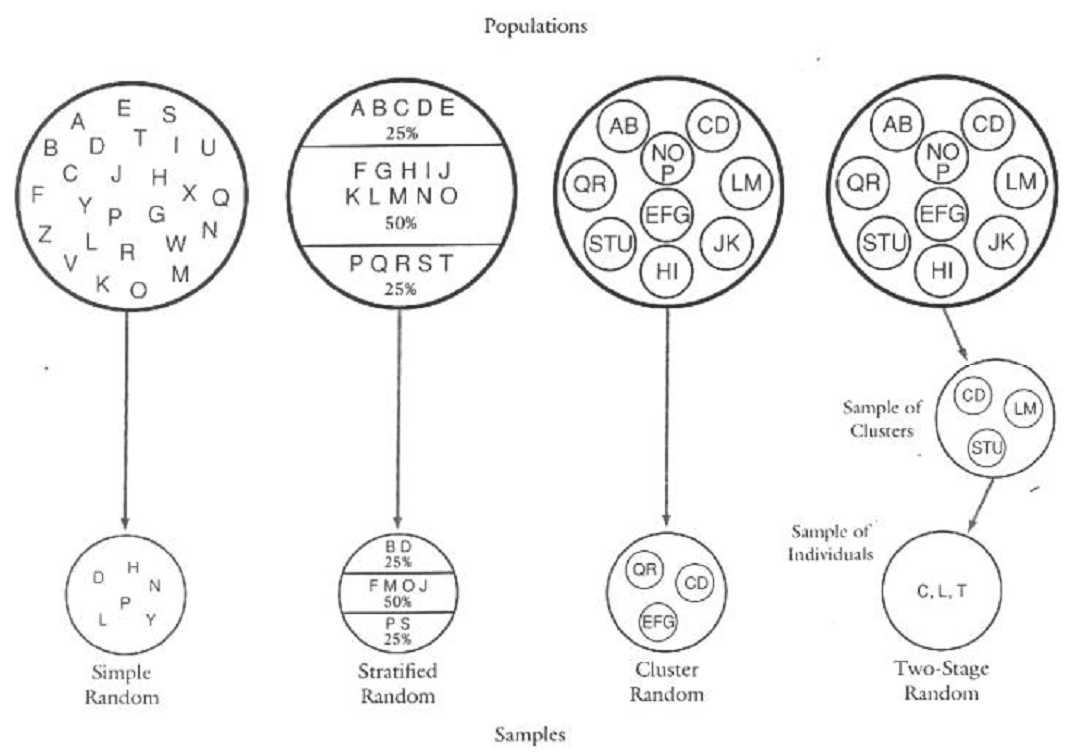 Populations
E S
A
B D T I U
C J H
F X Q
Y P G
Z N
L R W
V M
K O
A B C D E
25%
F G H I J
K L M N O
50%
P Q R S T
25%
AB CD
NO
P
QR LM
EFG
STU JK
HI
AB CD
NO
P
QR LM
EFG
STU JK
HI
Sample of
Clusters
CD
LM
STU
Sample of
Individuals
D H
N
P
L Y
B D
25%
F M O J
50%
P S
25%
QR
CD
EFG
C, L, T
Simple
Random
Stratified
Random
Cluster
Random
Two-Stage
Random
Samples